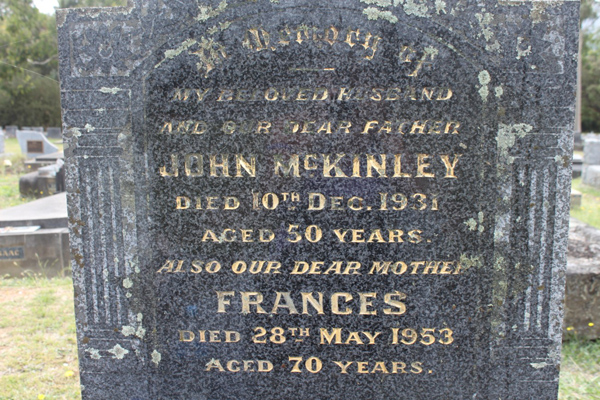 In Memory of
MY BELOVED HUSBAND
AND OUR DEAR FATHER
JOHN McKINLEY
DIED 10TH DEC. 1931
AGED 50 YEARS.
ALSO OUR DEAR MOTHER
FRANCES
DIED 28TH MAY 1953
AGED 70 YEARS.